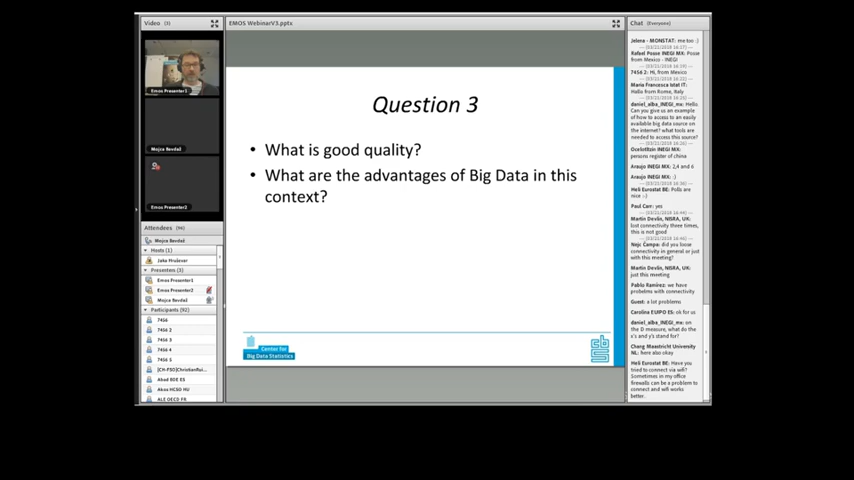 Video (3)
Emos Presenter1
Mojca Bavdaž
Emos Presenter2
Attendees (96)
Mojca Bavdaž
Hosts (1)
Jake Hrušovar
Presenters (3)
Emos Presenter1
Emos Presenter2
Mojca Bavdaž
Participants (92)
7456
7456 2
7456 3
7456 4
7456 5
Ahed BDE ES
Akos HCSO HU
ALE OECD FR
EMOS WebinarV3.pptx
Question 3
• What is good quality?
• What are the advantages of Big Data in this
context?
Center for
Big Data Statistics
Chat (Everyone)
Jelena - MONSTAT: me too :)
Rafael Posse INEGI MX: Posse
from Mexico - INEGI
7456 2: Hi, from Mexico
Maria Francesca Istat IT:
Hello from Rome, Italy
daniel_alba_INEGI_mx: Hello
Can you give us an example
of how to access to an easily
available big data source on
the internet? what tools are
needed to access this source?
persons register of china
Araujo INEGI MX: 2,4 and 6
Araujo INEGI MX: :)
Heli Eurostat BE: Polls are
nice :-)
Paul Carr: yes
Martin Devlin, NISRA, UK:
lost connectivity three times,
this is not good
Nejc Čampa: did you loose
connectivity in general or just
with this meeting?
Martin Devlin, NISRA, UK:
just this meeting
Pablo Ramirez: we have
probelms with connectivity
Guest: a lot problems
Carolina EUIPO ES: ok for us
daniel_alba_INEGI_mx: on
the D measure, what do the
x's and y's stand for?
Chang Maastricht University
NL: here also okay
Heli Eurostat BE: Have you
tried to connect via wifi?
Sometimes in my office
firewalls can be a problem to
connect and wifi works
better.